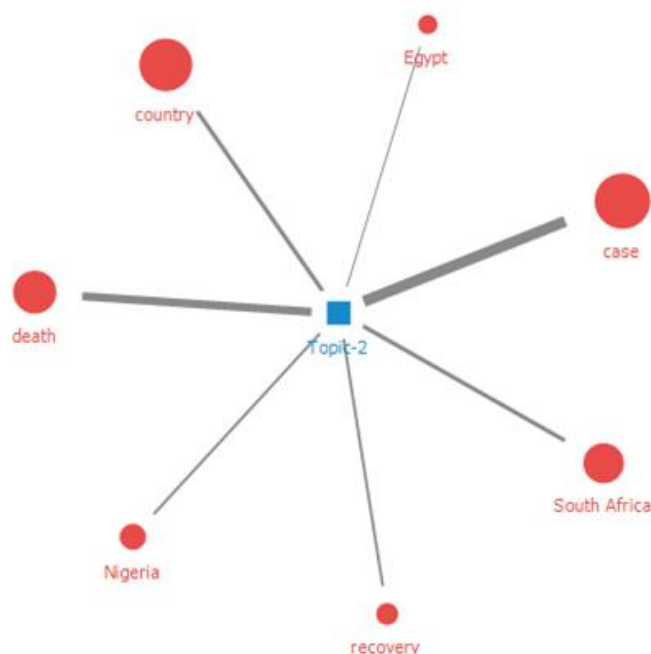 Egypt
country
case
death
Topic-2
South Africa
Nigeria
recovery